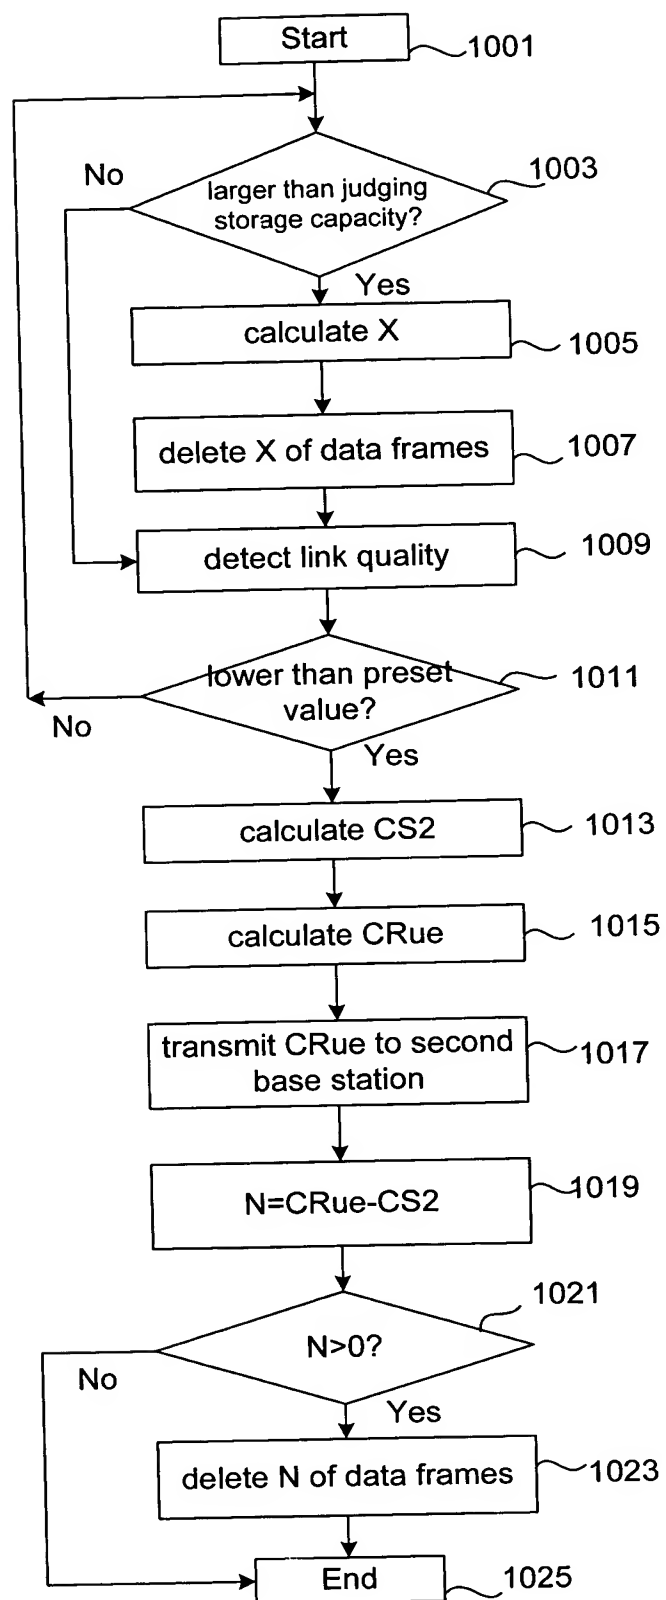 Start
1001
No
larger than judging
storage capacity?
1003
Yes
calculate X
1005
delete X of data frames
1007
detect link quality
1009
lower than preset
value?
1011
No
Yes
calculate CS2
1013
calculate CRue
1015
transmit CRue to second
base station
1017
N=CRue-CS2
1019
1021
N>0?
No
Yes
delete N of data frames
1023
End
1025